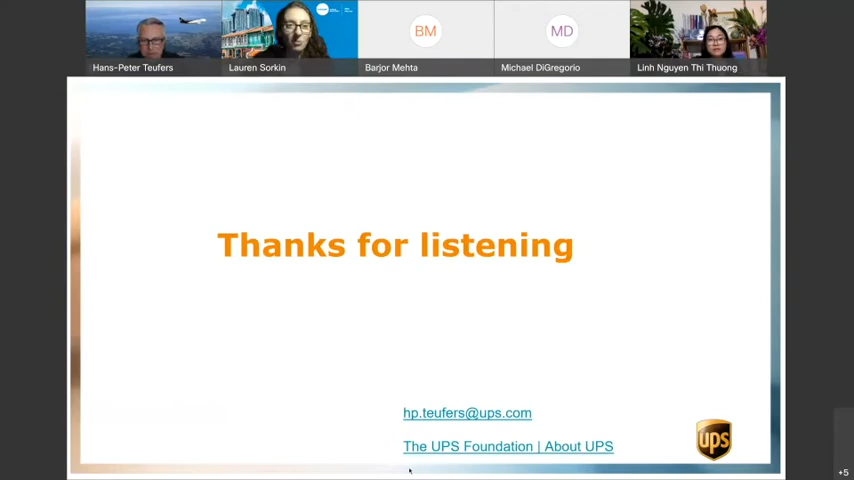 BM
MD
Hans-Peter Teufers
Lauren Sorkin
Barjor Mehta
Michael DiGregorio
Linh Nguyen Thi Thuong
Thanks for listening
hp.teufers@ups.com
The UPS Foundation | About UPS
ups
+5